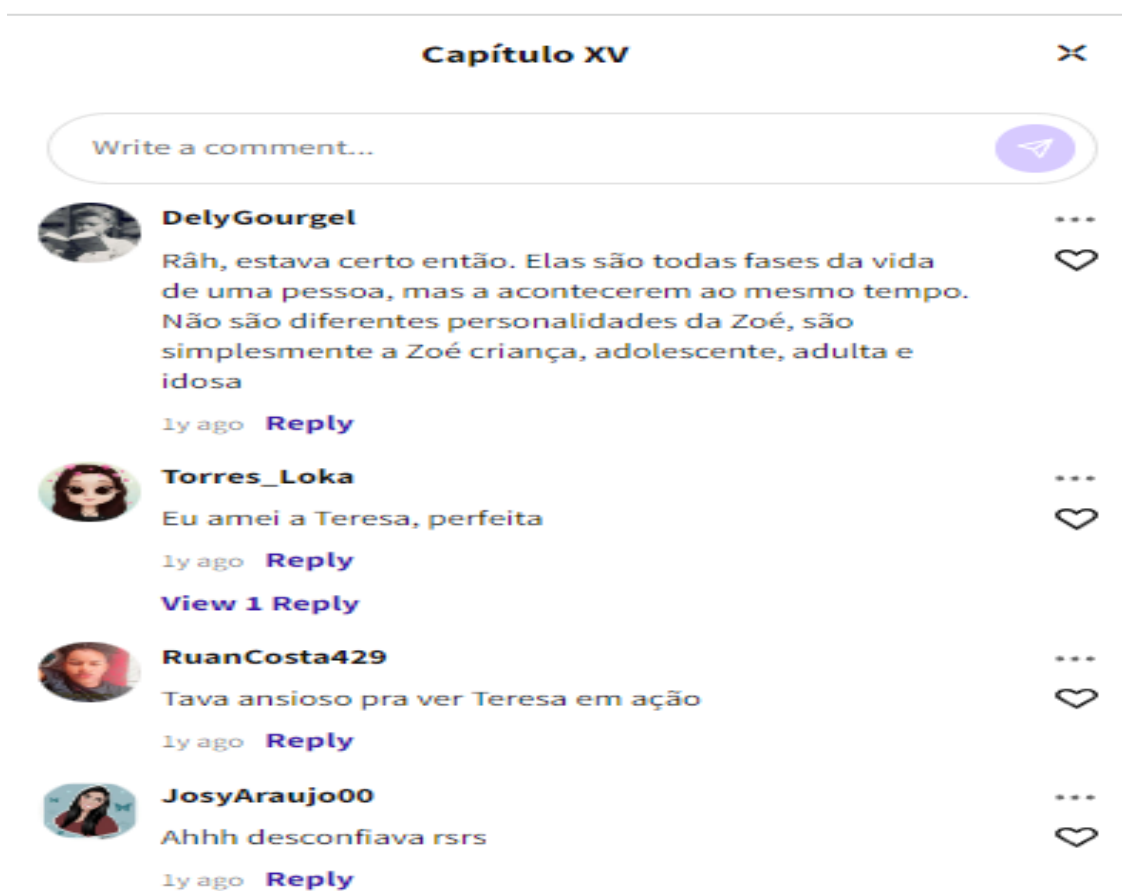 Capítulo XV
Write a comment...
DelyGourgel
Râh, estava certo então. Elas são todas fases da vida
de uma pessoa, mas a acontecerem ao mesmo tempo.
Não são diferentes personalidades da Zoé, são
simplesmente a Zoé criança, adolescente, adulta e
idosa
1y ago Reply
Torres_Loka
Eu amei a Teresa, perfeita
1y ago Reply
View 1 Reply
RuanCosta429
Tava ansioso pra ver Teresa em ação
1y ago Reply
JosyAraujo00
Ahhh desconfiava rsrs
1y ago Reply